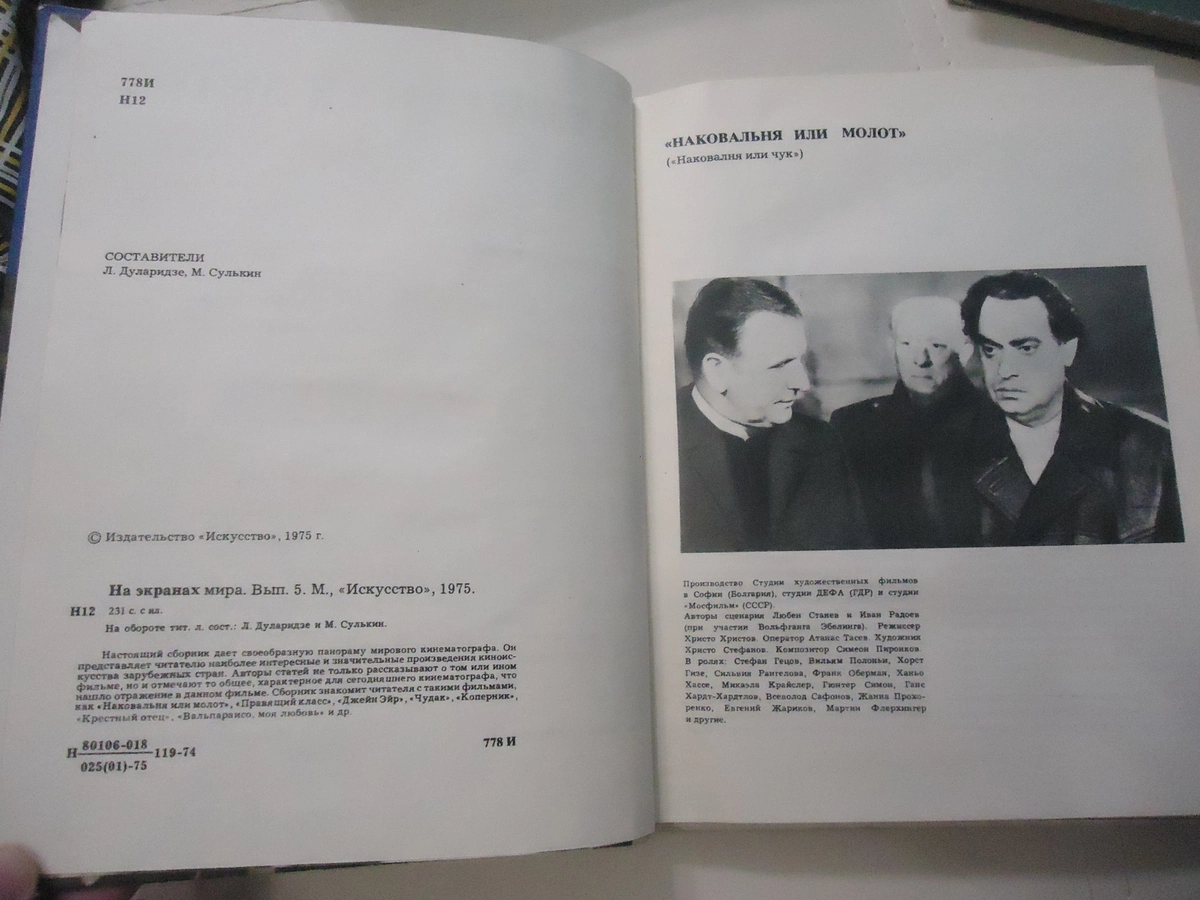 778И
Н12
СОСТАВИТЕЛИ
Л. Дуларидзе, М. Сулькин
© Издательство «Искусство», 1975 г.
На экранах мира. Вып. 5. М., «Искусство», 1975.
Н12 231 с. с ил.
На обороте тит. л. сост.: Л. Дуларидзе и М. Сулькин.
Настоящий сборник дает своеобразную панораму мирового кинематографа. Он
представляет читателю наиболее интересные и значительные произведения киноис-
кусства зарубежных стран. Авторы статей не только рассказывают о том или ином
фильме, но и отмечают то общее, характерное для сегодняшнего кинематографа, что
нашло отражение в данном фильме. Сборник знакомит читателя с такими фильмами,
как «Наковальня или молот», «Правящий класс», «Джейн Эйр», «Чудак», «Коперник»,
«Крестный отец», «Вальпараисо, моя любовь» и др.
Н 80106-018 119-74
025(01)-75
778 И
«НАКОВАЛЬНЯ ИЛИ МОЛОТ»
(«Наковалня или чук»)
Производство Студии художественных фильмов
в Софии (Болгария), студии ДЕФА (ГДР) и студии
«Мосфильм» (СССР).
Авторы сценария Любен Станев и Иван Радоев
(при участии Вольфганга Эбелинга). Режиссер
Христо Христов. Оператор Атанас Тасев. Художник
Христо Стефанов. Композитор Симеон Пиронков.
В ролях: Стефан Гецов, Вильям Полоньи, Хорст
Гизе, Сильвия Рангелова, Франк Оберман, Ханьо
Хассе, Микаэла Крайслер, Гюнтер Симон, Ганс
Хардт-Хардтлов, Всеволод Сафонов, Жанна Прохо-
ренко, Евгений Жариков, Мартин Флерхингер
и другие.